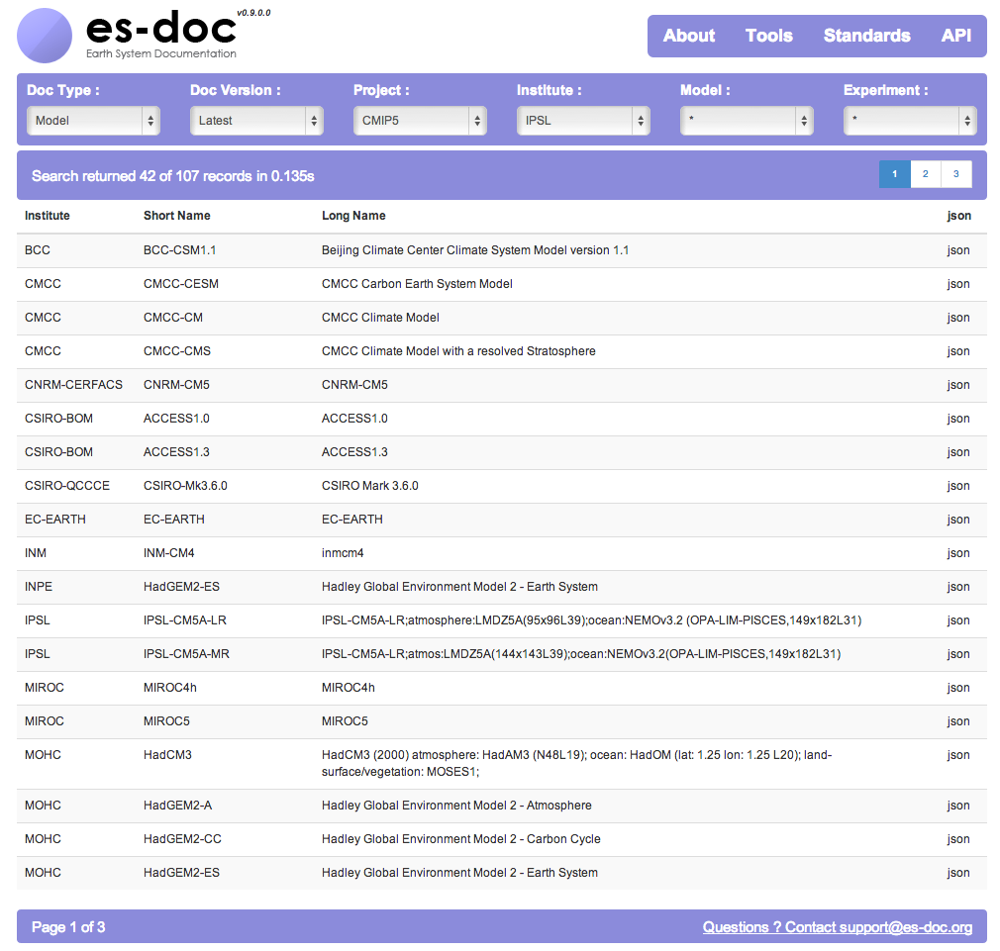 es-doc v0.9.0.0
Earth System Documentation
About Tools Standards API
Doc Type : Doc Version : Project : Institute : Model : Experiment :
Model Latest CMIP5 IPSL * *
Search returned 42 of 107 records in 0.135s 1 2 3
Institute Short Name Long Name json
BCC BCC-CSM1.1 Beijing Climate Center Climate System Model version 1.1 json
CMCC CMCC-CESM CMCC Carbon Earth System Model json
CMCC CMCC-CM CMCC Climate Model json
CMCC CMCC-CMS CMCC Climate Model with a resolved Stratosphere json
CNRM-CERFACS CNRM-CM5 CNRM-CM5 json
CSIRO-BOM ACCESS1.0 ACCESS1.0 json
CSIRO-BOM ACCESS1.3 ACCESS1.3 json
CSIRO-QCCCE CSIRO-Mk3.6.0 CSIRO Mark 3.6.0 json
EC-EARTH EC-EARTH EC-EARTH json
INM INM-CM4 inmcm4 json
INPE HadGEM2-ES Hadley Global Environment Model 2 - Earth System json
IPSL IPSL-CM5A-LR IPSL-CM5A-LR;atmosphere:LMDZ5A(95x96L39);ocean:NEMOv3.2 (OPA-LIM-PISCES,149x182L31) json
IPSL IPSL-CM5A-MR IPSL-CM5A-LR;atmos:LMDZ5A(144x143L39);ocean:NEMOv3.2(OPA-LIM-PISCES,149x182L31) json
MIROC MIROC4h MIROC4h json
MIROC MIROC5 MIROC5 json
MOHC HadCM3 HadCM3 (2000) atmosphere: HadAM3 (N48L19); ocean: HadOM (lat: 1.25 lon: 1.25 L20); land- json
surface/vegetation: MOSES1;
MOHC HadGEM2-A Hadley Global Environment Model 2 - Atmosphere json
MOHC HadGEM2-CC Hadley Global Environment Model 2 - Carbon Cycle json
MOHC HadGEM2-ES Hadley Global Environment Model 2 - Earth System json
Page 1 of 3 Questions ? Contact support@es-doc.org